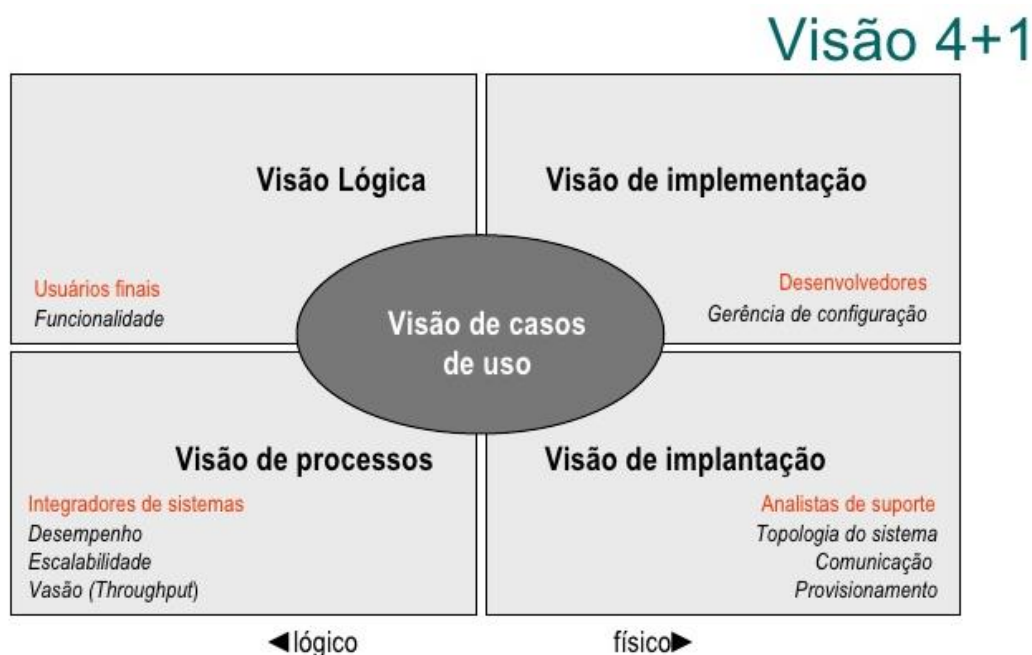 Visão 4+1
Visão Lógica
Usuários finais
Funcionalidade
Visão de implementação
Desenvolvedores
Gerência de configuração
Visão de casos
de uso
Visão de processos
Integradores de sistemas
Desempenho
Escalabilidade
Vasão (Throughput)
Visão de implantação
Analistas de suporte
Topologia do sistema
Comunicação
Provisionamento
◄lógico
físico►